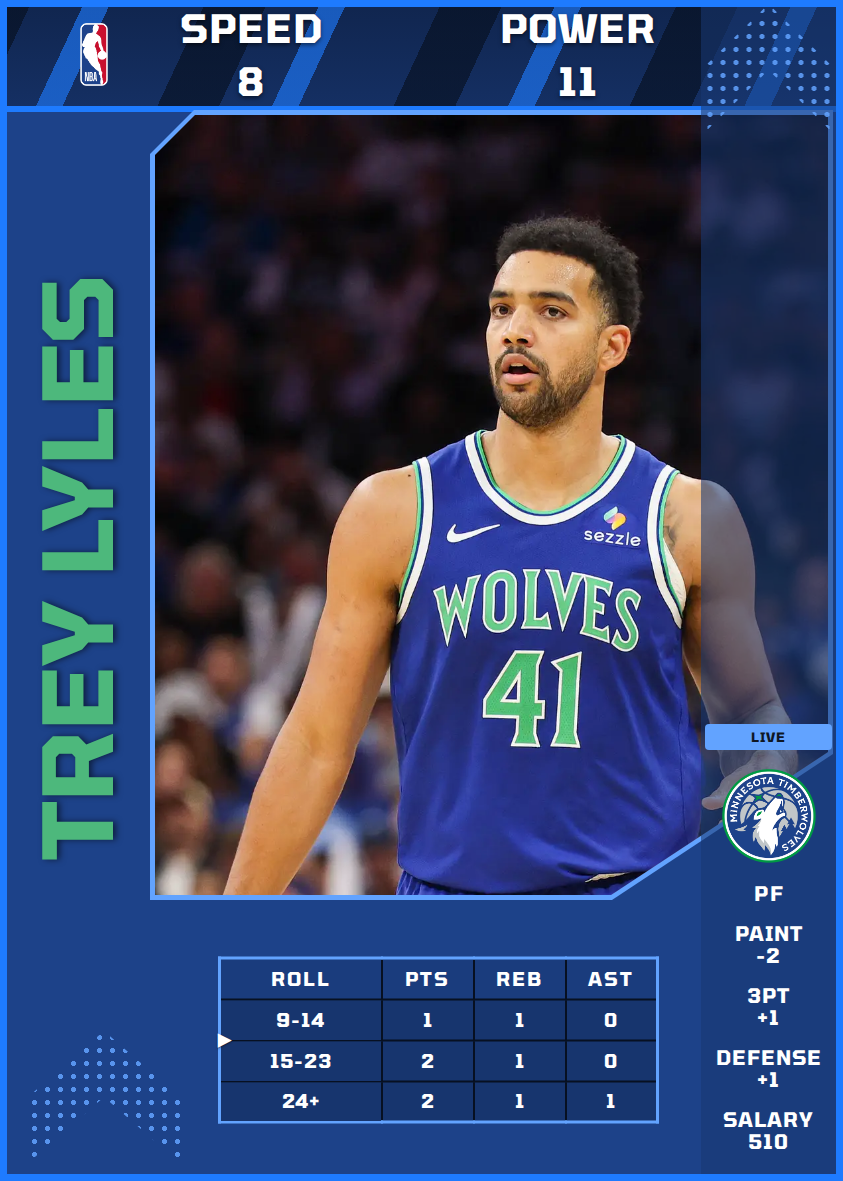 SPEED
8
POWER
11
NBA
TREY LYLES
sezzle
WOLVES
41
LIVE
MINNESOTA TIMBERWOLVES
PF
PAINT
-2
3PT
+1
DEFENSE
+1
SALARY
510
ROLL PTS REB AST
9-14 1 1 0
15-23 2 1 0
24+ 2 1 1